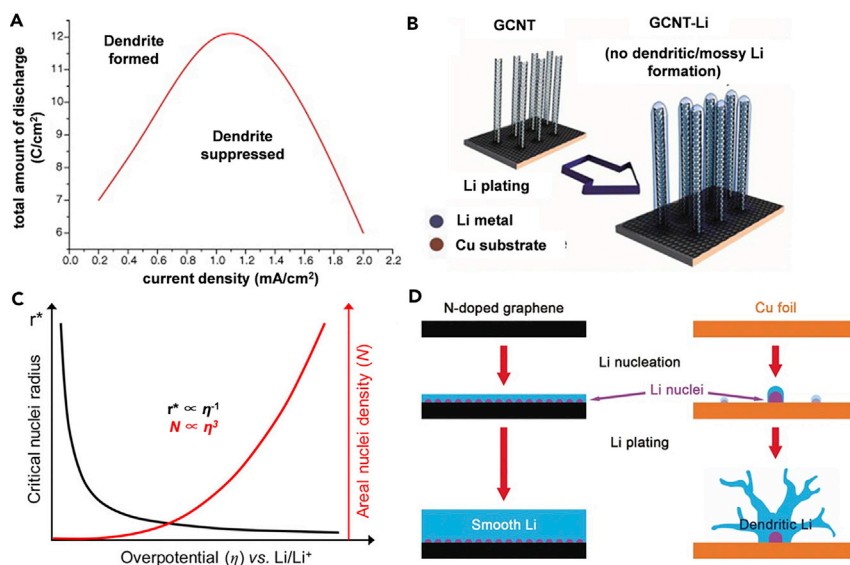 A
Dendrite
formed
Dendrite
suppressed
total amount of discharge
(C/cm²)
12
11
10
9
8
7
6
0.0 0.2 0.4 0.6 0.8 1.0 1.2 1.4 1.6 1.8 2.0 2.2
current density (mA/cm²)
B
GCNT
GCNT-Li
(no dendritic/mossy Li
formation)
Li plating
Li metal
Cu substrate
C
r*
Critical nuclei radius
r* ∝ η⁻¹
N ∝ η³
Areal nuclei density (N)
Overpotential (η) vs. Li/Li⁺
D
N-doped graphene
Cu foil
Li nucleation
Li nuclei
Li plating
Smooth Li
Dendritic Li